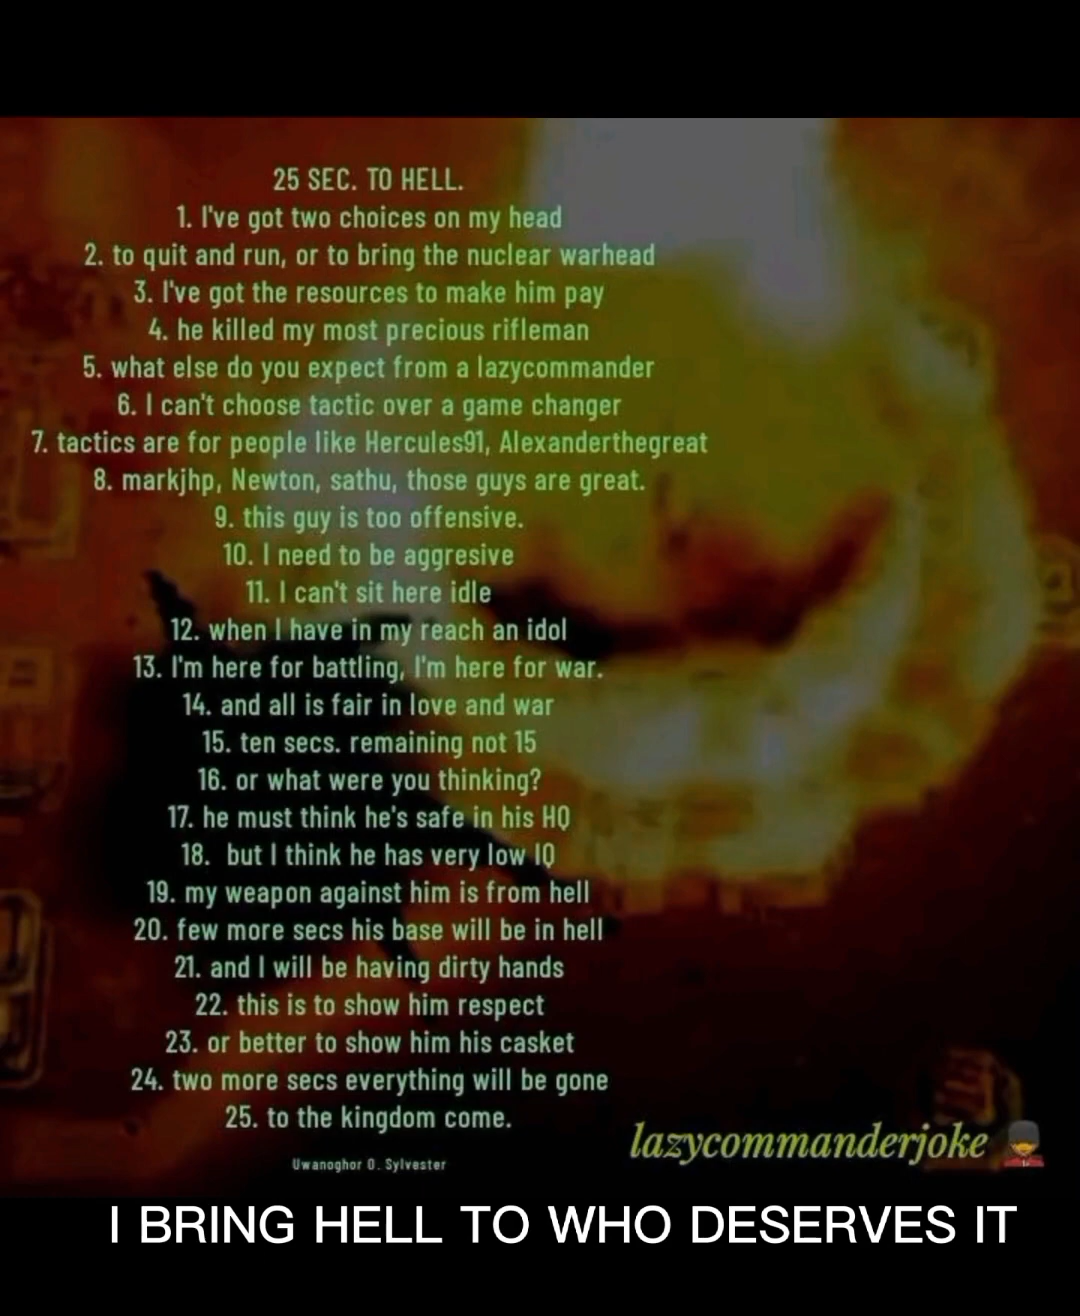 25 SEC. TO HELL.
1. I've got two choices on my head
2. to quit and run, or to bring the nuclear warhead
3. I've got the resources to make him pay
4. he killed my most precious rifleman
5. what else do you expect from a lazycommander
6. I can't choose tactic over a game changer
7. tactics are for people like Hercules91, Alexanderthegreat
8. markjhp, Newton, sathu, those guys are great.
9. this guy is too offensive.
10. I need to be aggresive
11. I can't sit here idle
12. when I have in my reach an idol
13. I'm here for battling, I'm here for war.
14. and all is fair in love and war
15. ten secs. remaining not 15
16. or what were you thinking?
17. he must think he's safe in his HQ
18. but I think he has very low IQ
19. my weapon against him is from hell
20. few more secs his base will be in hell
21. and I will be having dirty hands
22. this is to show him respect
23. or better to show him his casket
24. two more secs everything will be gone
25. to the kingdom come.
lazycommanderjoke
Uwanoghor O. Sylvester
I BRING HELL TO WHO DESERVES IT